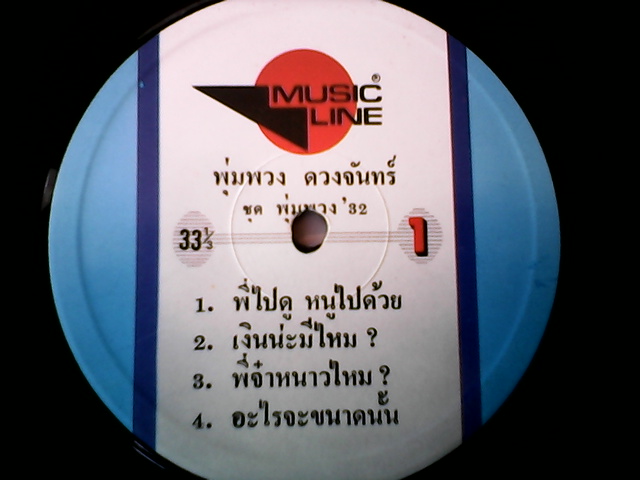 MUSIC®
LINE
พุ่มพวง ดวงจันทร์
ชุด พุ่มพวง '32
33⅓
1
1. พี่ไปดู หนูไปด้วย
2. เงินน่ะมีไหม ?
3. พี่จ๋าหนาวไหม ?
4. อะไรจะขนาดนั้น